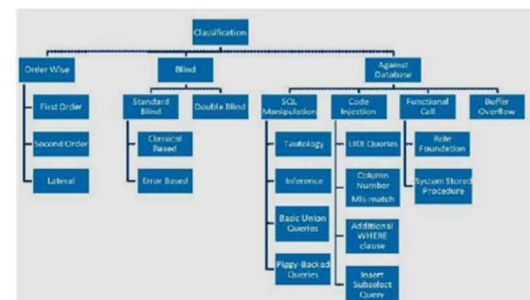 Classification
Order Wise
Blind
Against
Database
First Order
Second Order
Lateral
Standard
Blind
Double Blind
Classical
Based
Error Based
SQL
Manipulation
Code
Injection
Functional
Call
Buffer
Overflow
Tautology
Inference
Basic Union
Queries
Piggy-Backed
Queries
LIKE Queries
Column
Number
Mis-match
Additional
WHERE
clause
Insert
Subselect
Query
Role
Foundation
System Stored
Procedure